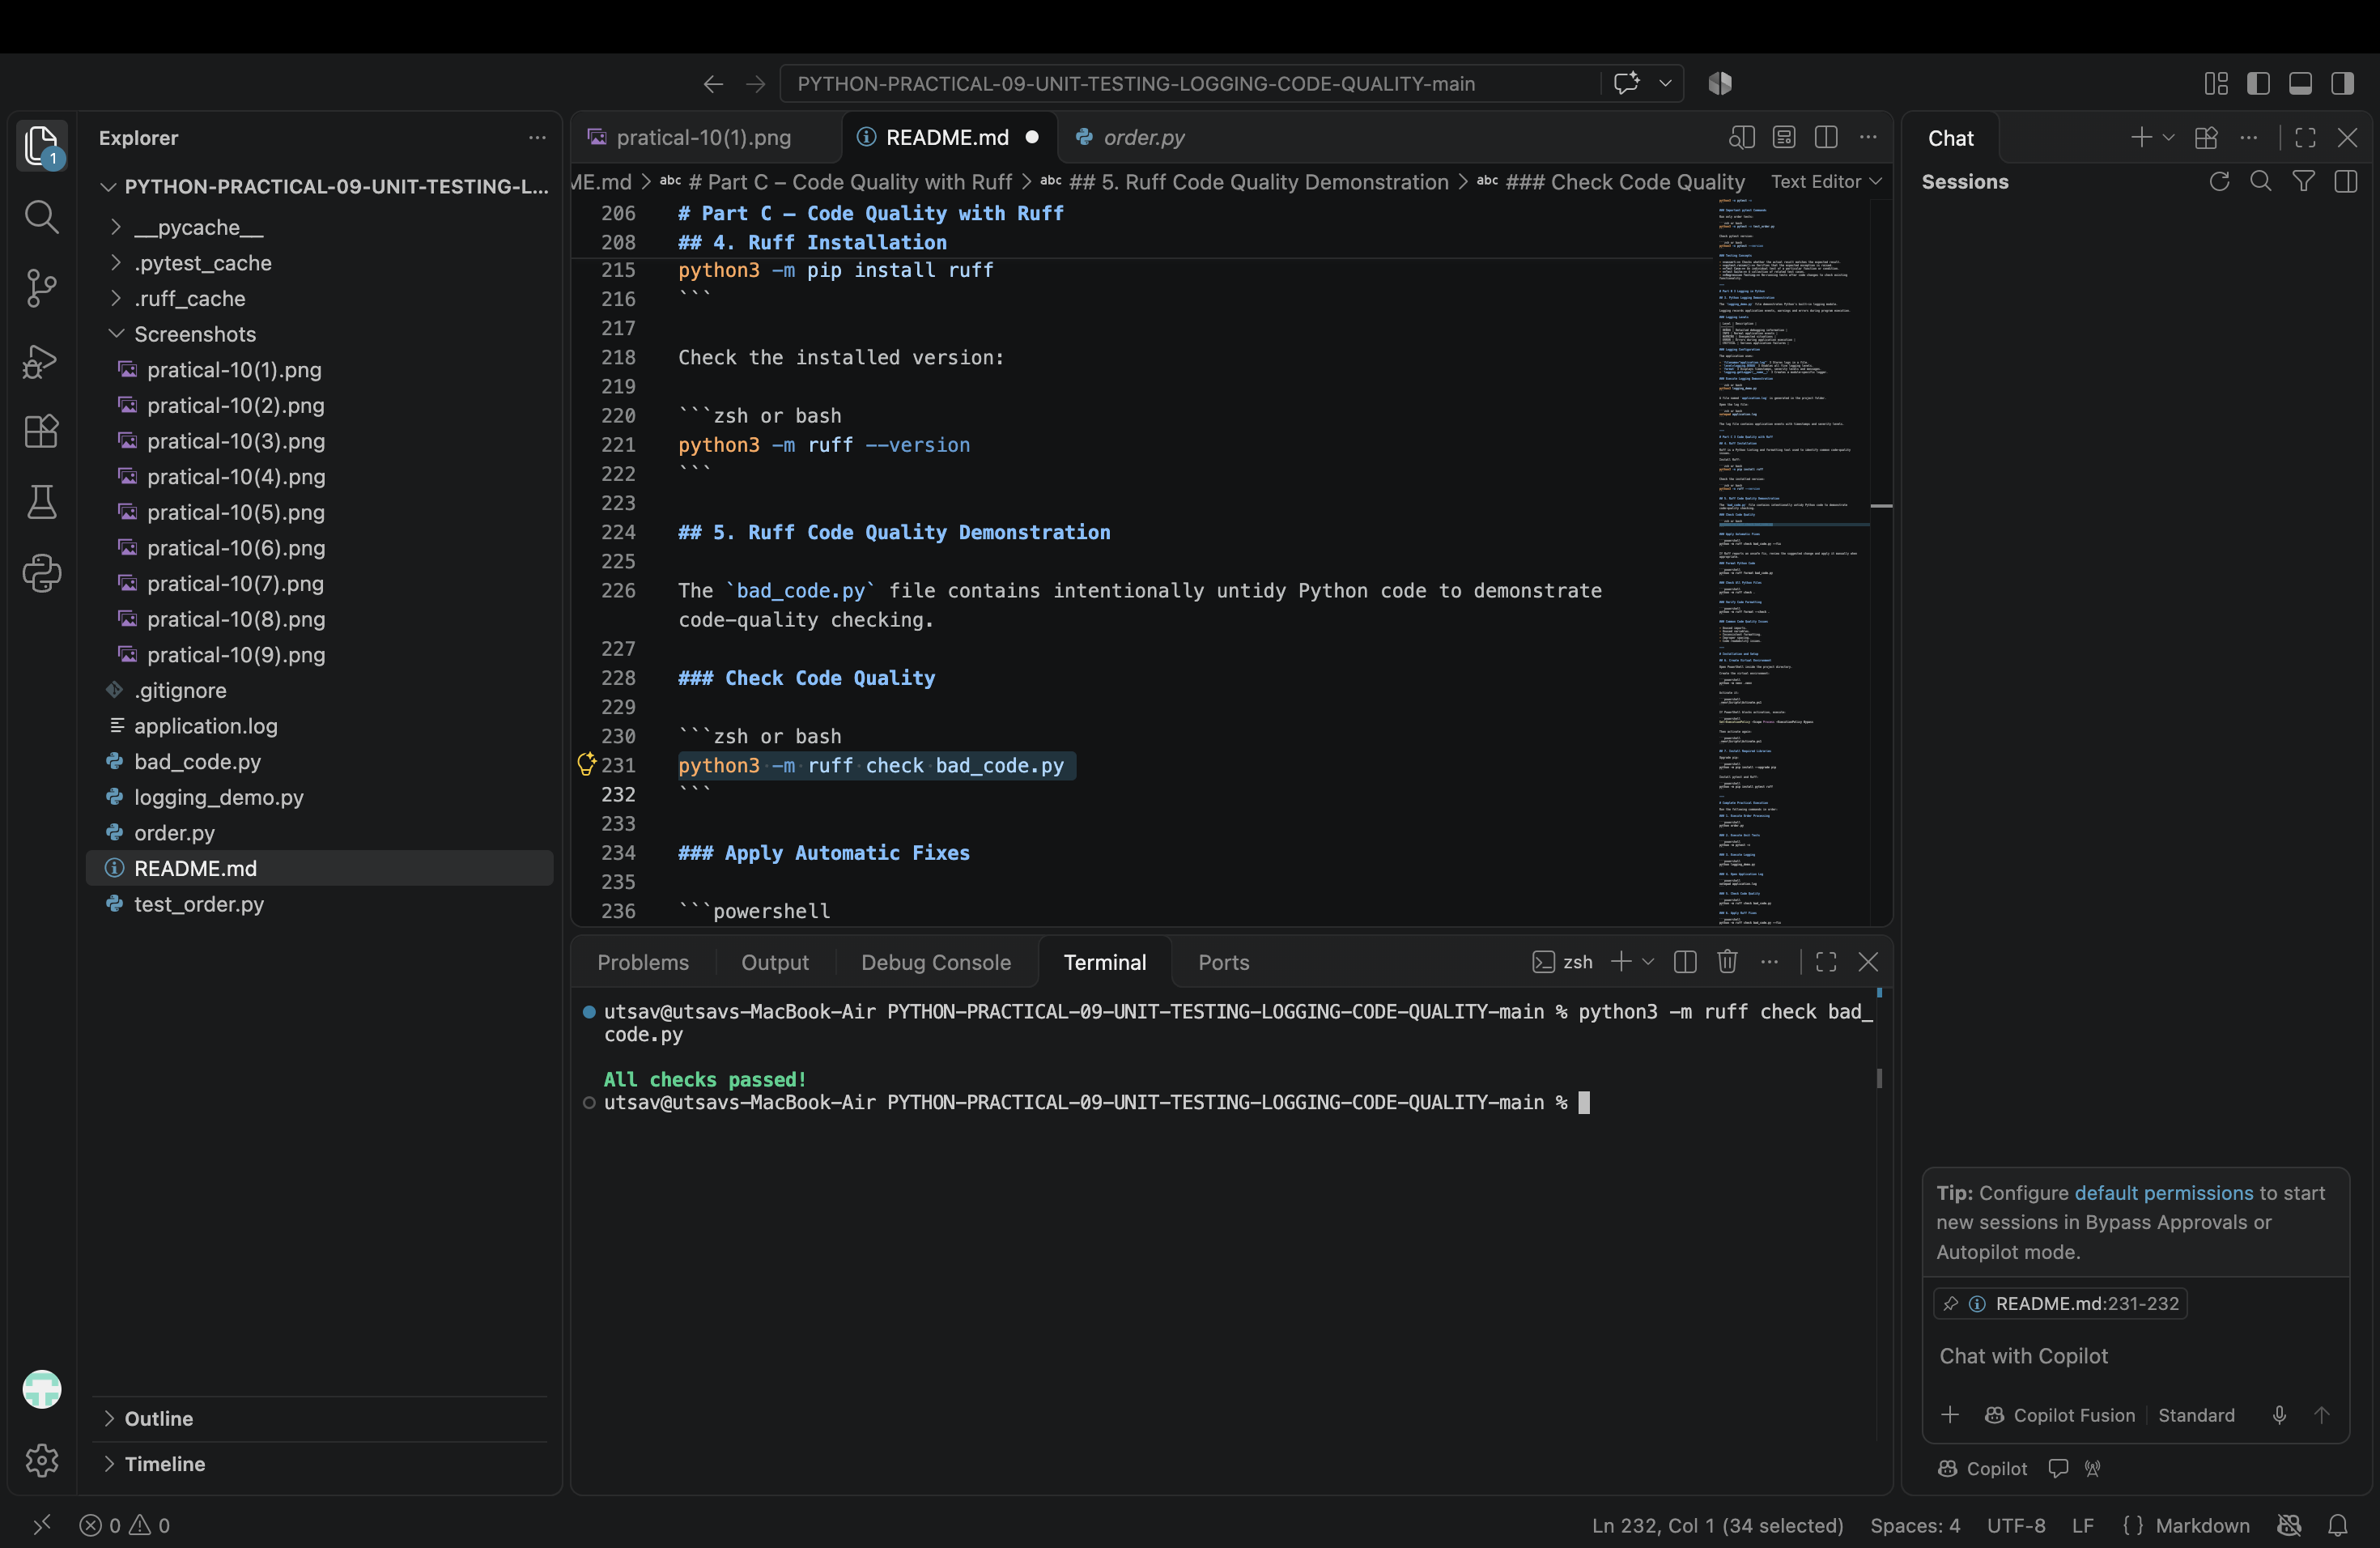 PYTHON-PRACTICAL-09-UNIT-TESTING-LOGGING-CODE-QUALITY-main
Explorer
1
PYTHON-PRACTICAL-09-UNIT-TESTING-L...
__pycache__
.pytest_cache
.ruff_cache
Screenshots
pratical-10(1).png
pratical-10(2).png
pratical-10(3).png
pratical-10(4).png
pratical-10(5).png
pratical-10(6).png
pratical-10(7).png
pratical-10(8).png
pratical-10(9).png
.gitignore
application.log
bad_code.py
logging_demo.py
order.py
README.md
test_order.py
Outline
Timeline
pratical-10(1).png
README.md
order.py
ME.md > abc # Part C – Code Quality with Ruff > abc ## 5. Ruff Code Quality Demonstration > abc ### Check Code Quality
Text Editor
206 # Part C – Code Quality with Ruff
208 ## 4. Ruff Installation
215 python3 -m pip install ruff
216 ```
217
218 Check the installed version:
219
220 ```zsh or bash
221 python3 -m ruff --version
222 ```
223
224 ## 5. Ruff Code Quality Demonstration
225
226 The `bad_code.py` file contains intentionally untidy Python code to demonstrate
code-quality checking.
227
228 ### Check Code Quality
229
230 ```zsh or bash
231 python3 -m ruff check bad_code.py
232 ```
233
234 ### Apply Automatic Fixes
235
236 ```powershell
Problems
Output
Debug Console
Terminal
Ports
zsh
utsav@utsavs-MacBook-Air PYTHON-PRACTICAL-09-UNIT-TESTING-LOGGING-CODE-QUALITY-main % python3 -m ruff check bad_
code.py
All checks passed!
utsav@utsavs-MacBook-Air PYTHON-PRACTICAL-09-UNIT-TESTING-LOGGING-CODE-QUALITY-main %
Chat
Sessions
Tip: Configure default permissions to start
new sessions in Bypass Approvals or
Autopilot mode.
README.md:231-232
Chat with Copilot
Copilot Fusion
Standard
Copilot
0 0
Ln 232, Col 1 (34 selected)
Spaces: 4
UTF-8
LF
{ } Markdown